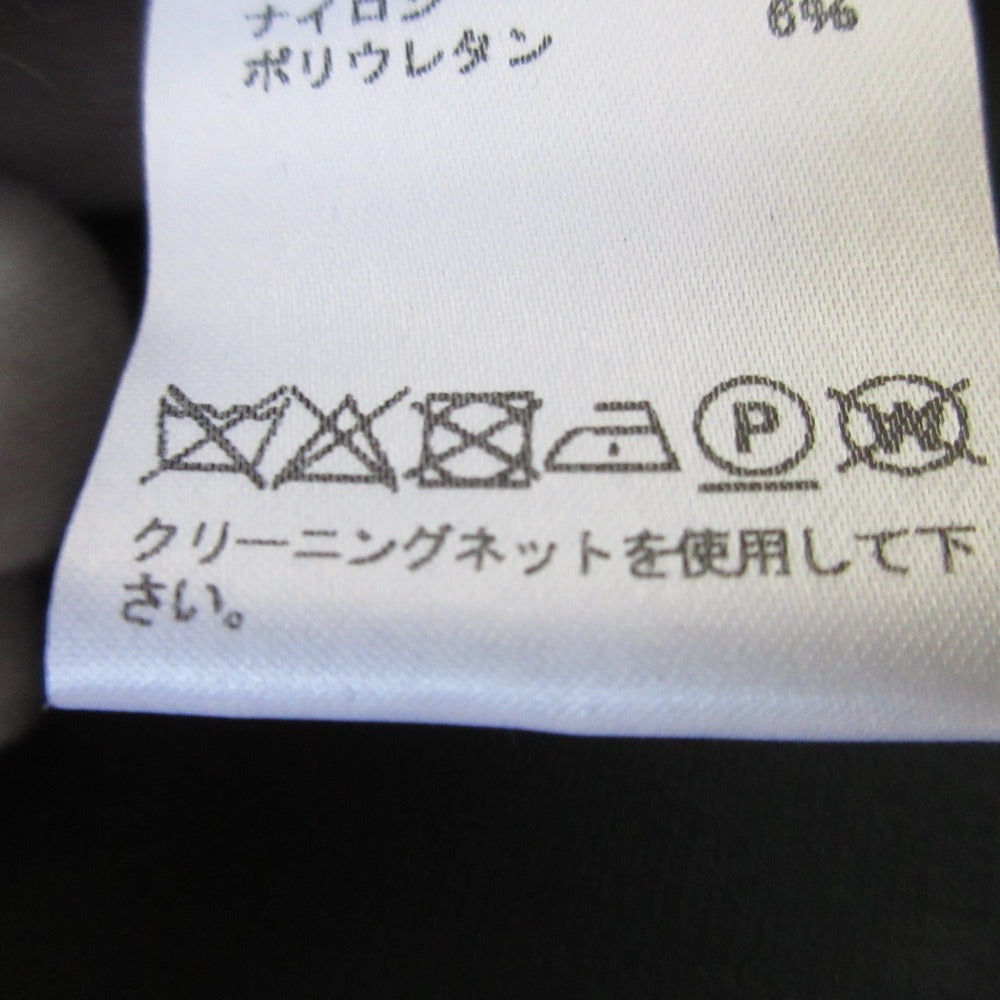 ナイロン
ポリウレタン 6%
P W
クリーニングネットを使用して下
さい。